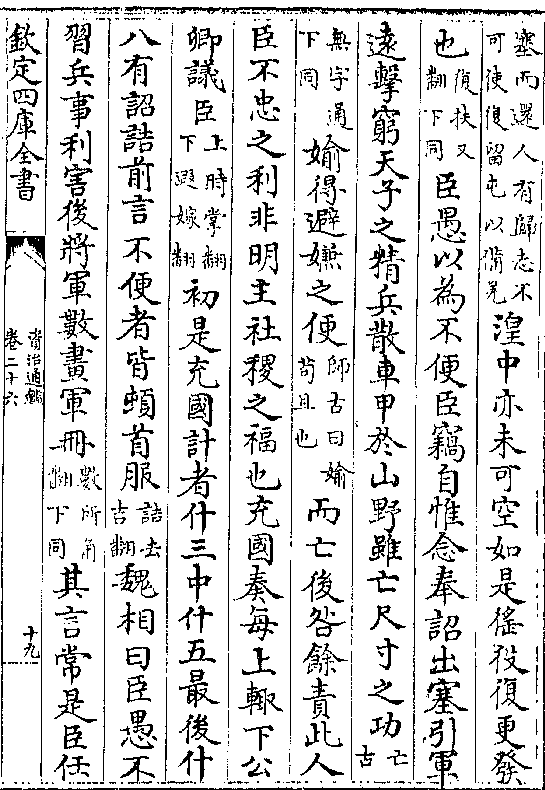 塞而還人有歸志不
可使復留屯以備羌
湟中亦未可空如是徭役復更發
也
復扶又
翻下同
臣愚以為不便臣竊自惟念奉詔出塞引軍
遠擊窮天子之精兵散車甲於山野雖亡尺寸之功
亡
古
無字通
下同
媮得避嫌之便
師古曰媮
苟且也
而亡後咎餘責此人
臣不忠之利非明主社稷之福也充國奏每上輒下公
卿議臣
上時掌翻
下遐嫁翻
初是充國計者什三中什五最後什
八有詔詰前言不便者皆頓首服
詰去
吉翻
魏相曰臣愚不
習兵事利害後將軍數畫軍冊
數所角
翻下同
其言常是臣任
欽定四庫全書
資治通鑑
卷二十六
十九